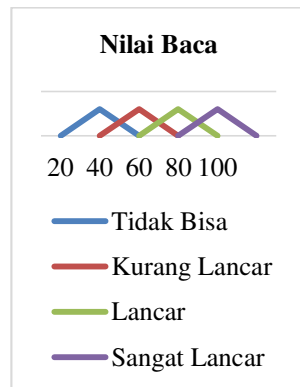 Nilai Baca
20 40 60 80 100
Tidak Bisa
Kurang Lancar
Lancar
Sangat Lancar